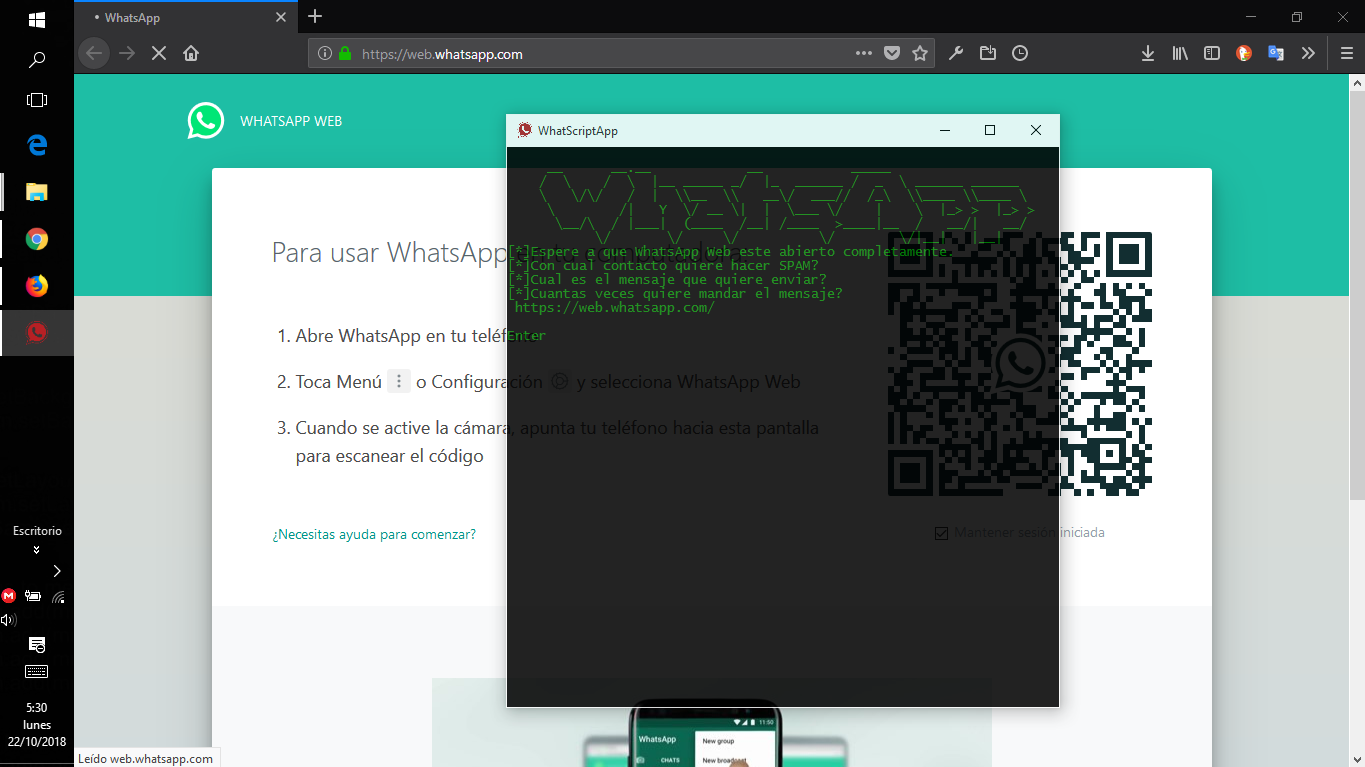 WhatsApp
https://web.whatsapp.com
WHATSAPP WEB
WhatScriptApp
WhatsApp
Para usar WhatsApp
[*]Espere a que WhatsApp Web este abierto completamente.
[*]Con cual contacto quiere hacer SPAM?
[*]Cual es el mensaje que quiere enviar?
[*]Cuantas veces quiere mandar el mensaje?
https://web.whatsapp.com/
Enter
1. Abre WhatsApp en tu teléf
2. Toca Menú o Configuración y selecciona WhatsApp Web
3. Cuando se active la cámara, apunta tu teléfono hacia esta pantalla
para escanear el código
¿Necesitas ayuda para comenzar?
Mantener sesión iniciada
11:50
WhatsApp
New group
CHATS
New broadcast
Escritorio
5:30
lunes
22/10/2018
Leído web.whatsapp.com